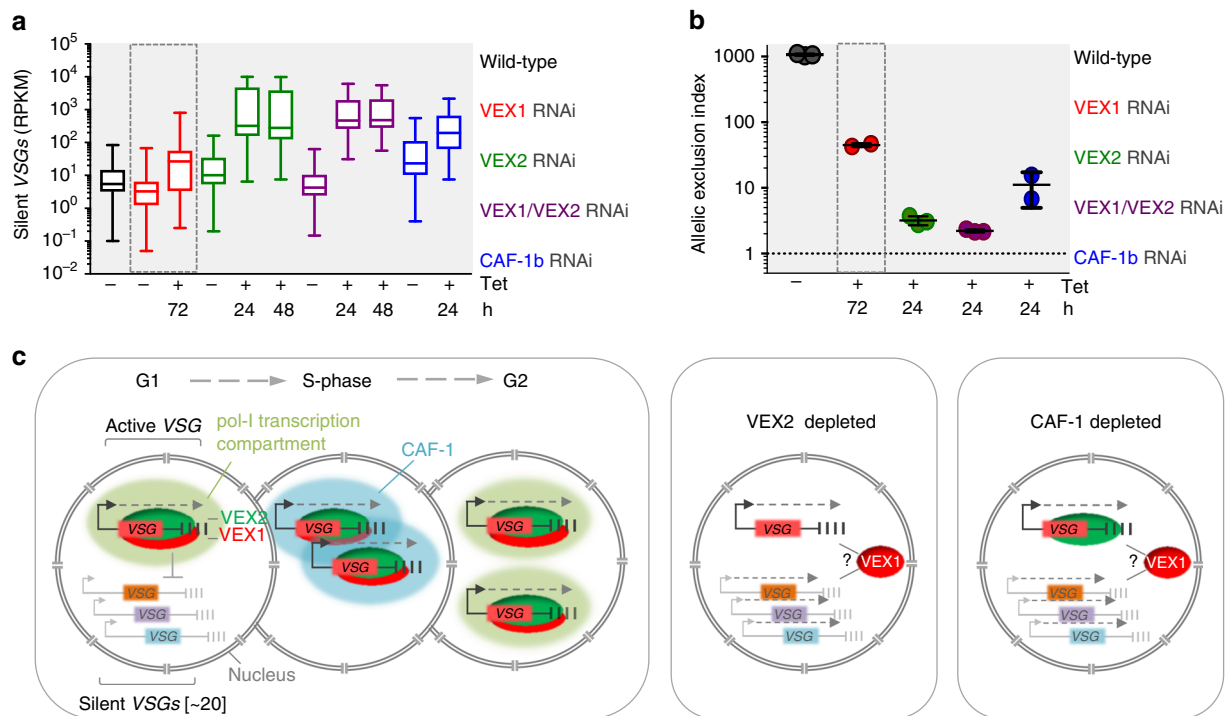 a
Silent VSGs (RPKM)
10^5
10^4
10^3
10^2
10^1
10^0
10^−1
10^−2
− − + − + + − + + − +
Tet
72 24 48 24 48 24
h
Wild-type
VEX1 RNAi
VEX2 RNAi
VEX1/VEX2 RNAi
CAF-1b RNAi
b
Allelic exclusion index
1000
100
10
1
− + + + +
Tet
72 24 24 24
h
Wild-type
VEX1 RNAi
VEX2 RNAi
VEX1/VEX2 RNAi
CAF-1b RNAi
c
G1 S-phase G2
Active VSG
pol-I transcription
compartment
CAF-1
VSG
VEX2
VEX1
VSG
VSG
VSG
VSG
VSG
VSG
VSG
Nucleus
Silent VSGs [~20]
VEX2 depleted
VSG
?
VEX1
VSG
VSG
VSG
CAF-1 depleted
VSG
?
VEX1
VSG
VSG
VSG